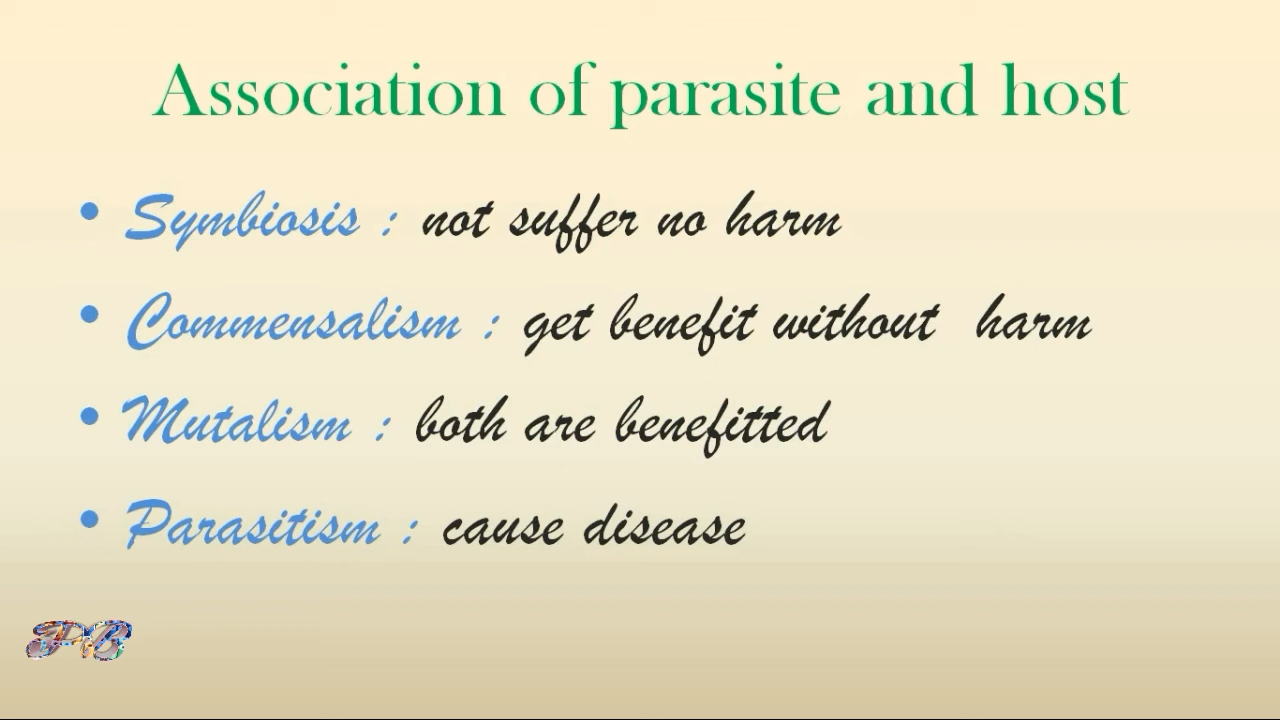 Association of parasite and host
• Symbiosis : not suffer no harm
• Commensalism : get benefit without harm
• Mutalism : both are benefitted
• Parasitism : cause disease
PB